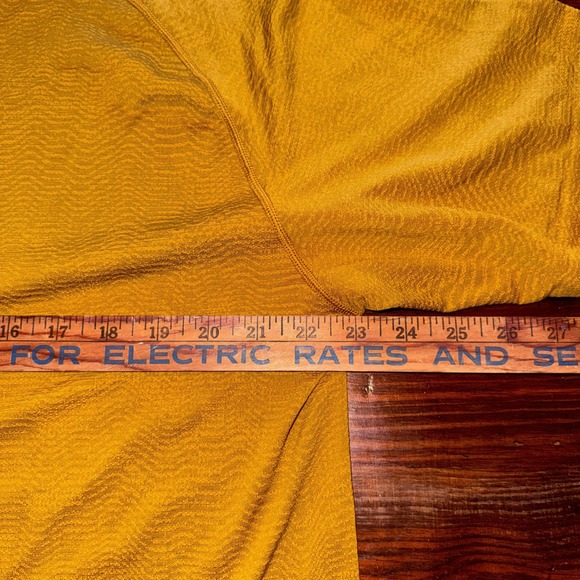 16 17 18 19 20 21 22 23 24 25 26 27
FOR ELECTRIC RATES AND SE